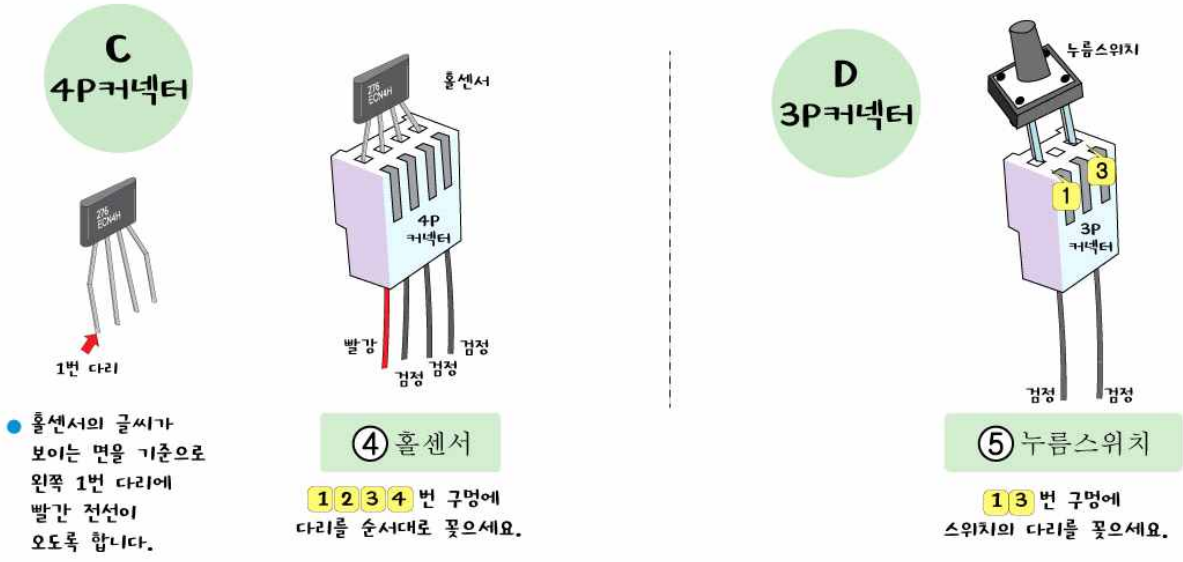 C
4P커넥터
276
ECN4H
1번 다리
홀센서의 글씨가
보이는 면을 기준으로
왼쪽 1번 다리에
빨간 전선이
오도록 합니다.
276
ECN4H
홀센서
4P
커넥터
빨강
검정
검정
검정
④ 홀센서
1 2 3 4 번 구멍에
다리를 순서대로 꽂으세요.
D
3P커넥터
누름스위치
1
3
3P
커넥터
검정
검정
⑤ 누름스위치
1 3 번 구멍에
스위치의 다리를 꽂으세요.